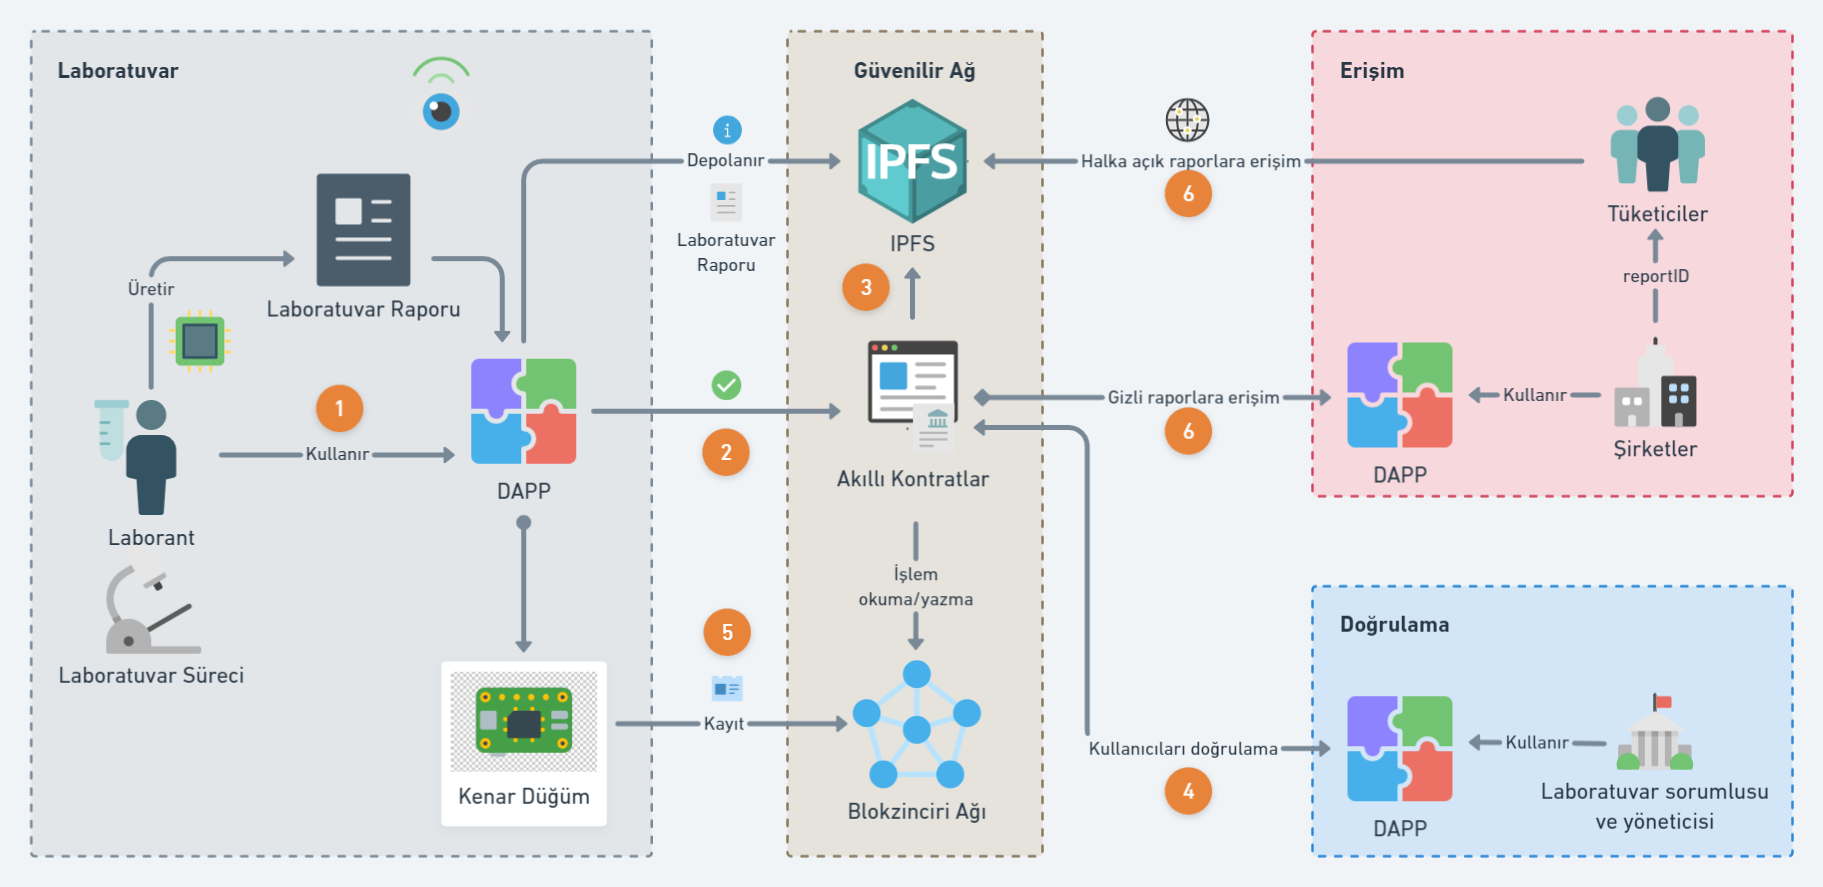 Laboratuvar
Üretir
Laboratuvar Raporu
1
Kullanır
DAPP
Laborant
Laboratuvar Süreci
Kenar Düğüm
i
Depolanır
Laboratuvar
Raporu
2
5
Kayıt
Güvenilir Ağ
IPFS
IPFS
3
Akıllı Kontratlar
İşlem
okuma/yazma
Blokzinciri Ağı
Halka açık raporlara erişim
6
Gizli raporlara erişim
6
Kullanıcıları doğrulama
4
Erişim
Tüketiciler
reportID
Kullanır
Şirketler
DAPP
Doğrulama
Kullanır
Laboratuvar sorumlusu
ve yöneticisi
DAPP